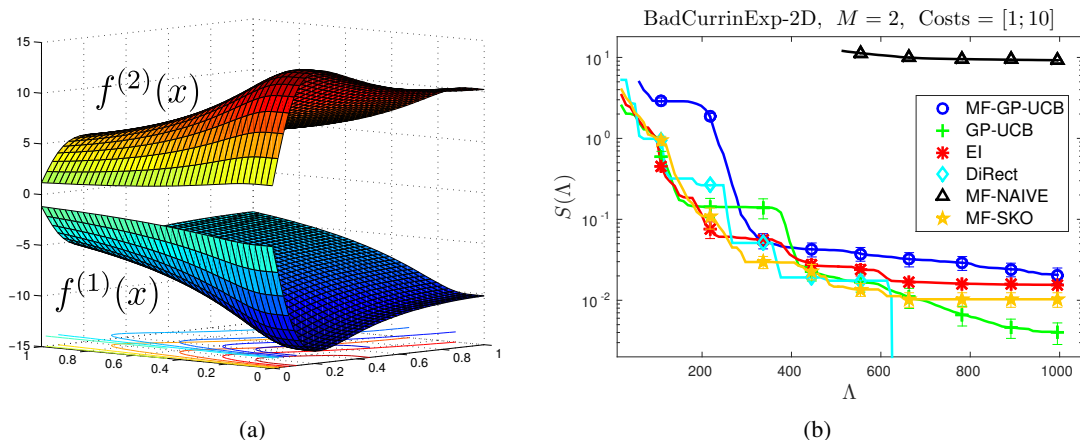 15
10
5
0
−5
−10
−15
f^{(2)}(x)
f^{(1)}(x)
1
0.8
0.6
0.4
0.2
0
0
0.2
0.4
0.6
0.8
1
(a)
BadCurrinExp-2D, M = 2, Costs = [1; 10]
S(Λ)
10^1
10^0
10^{-1}
10^{-2}
MF-GP-UCB
GP-UCB
EI
DiRect
MF-NAIVE
MF-SKO
200
400
600
800
1000
Λ
(b)